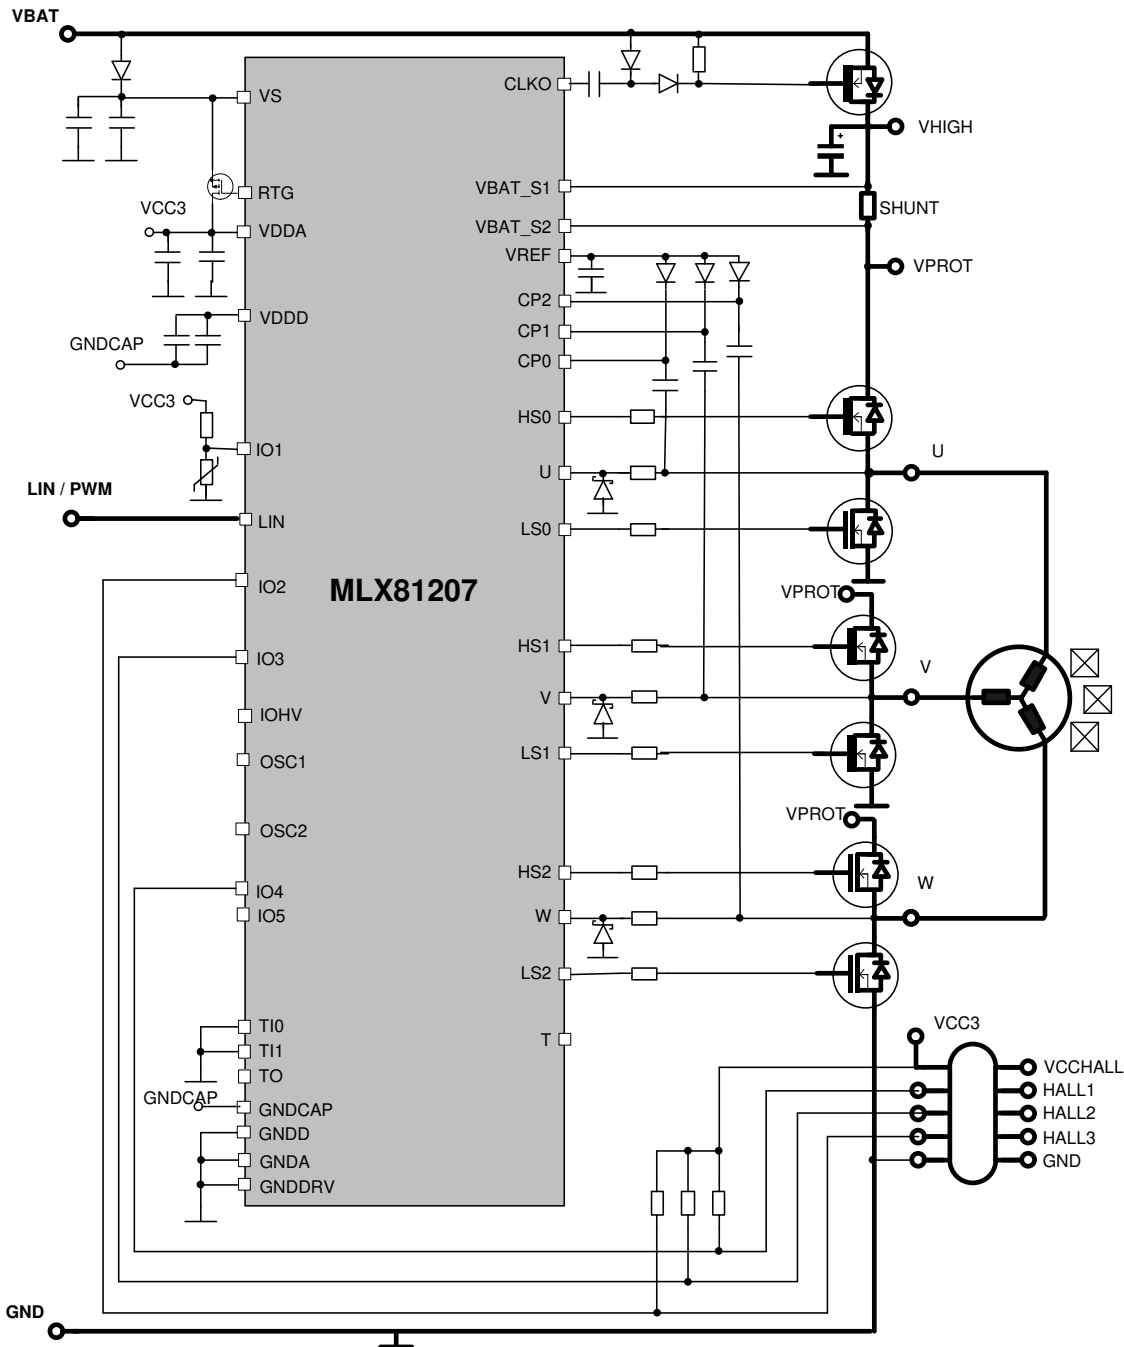 VBAT
VS
CLKO
VHIGH
RTG
VBAT_S1
VCC3
SHUNT
VDDA
VBAT_S2
VREF
VPROT
CP2
VDDD
CP1
GNDCAP
CP0
VCC3
HS0
IO1
U
U
LIN / PWM
LIN
LS0
IO2
MLX81207
VPROT
HS1
IO3
V
V
IOHV
LS1
OSC1
VPROT
OSC2
HS2
W
IO4
IO5
W
LS2
TI0
VCC3
T
TI1
VCCHALL
TO
HALL1
GNDCAP
GNDCAP
HALL2
GNDD
HALL3
GNDA
GND
GNDDRV
GND